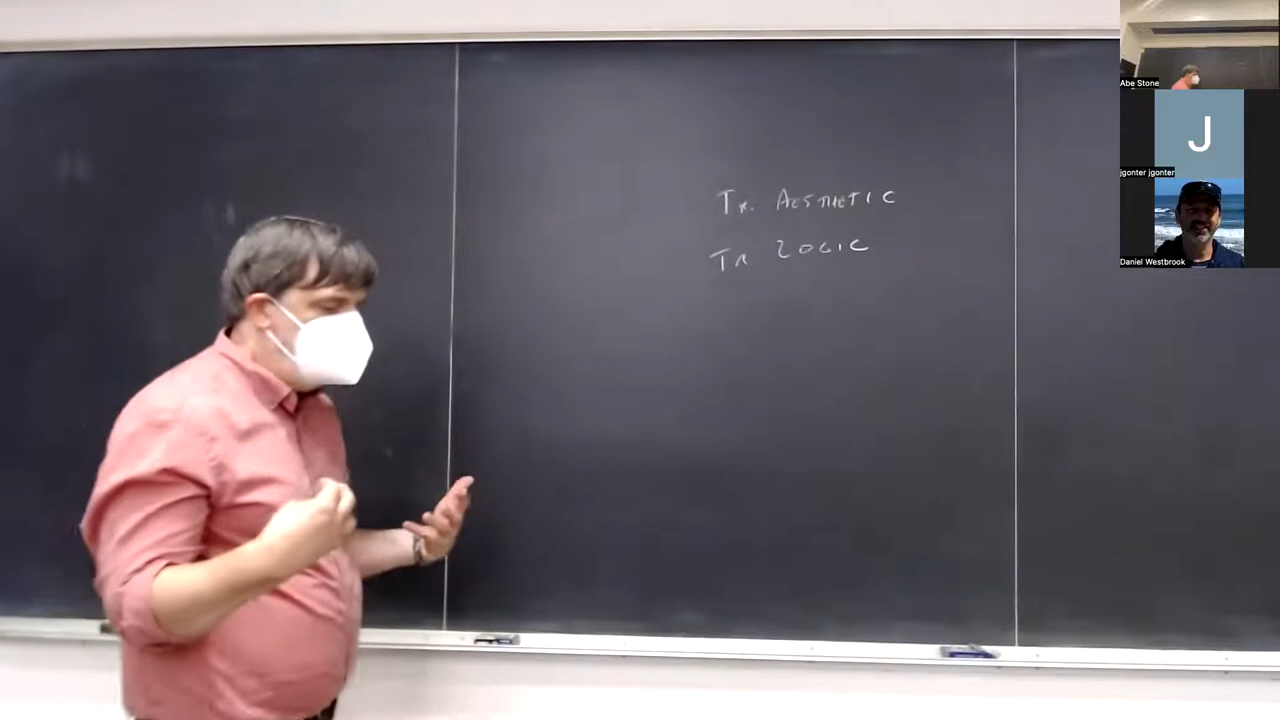 Tr. AESTHETIC
Tr LOGIC
Abe Stone
J
jgonter jgonter
Daniel Westbrook